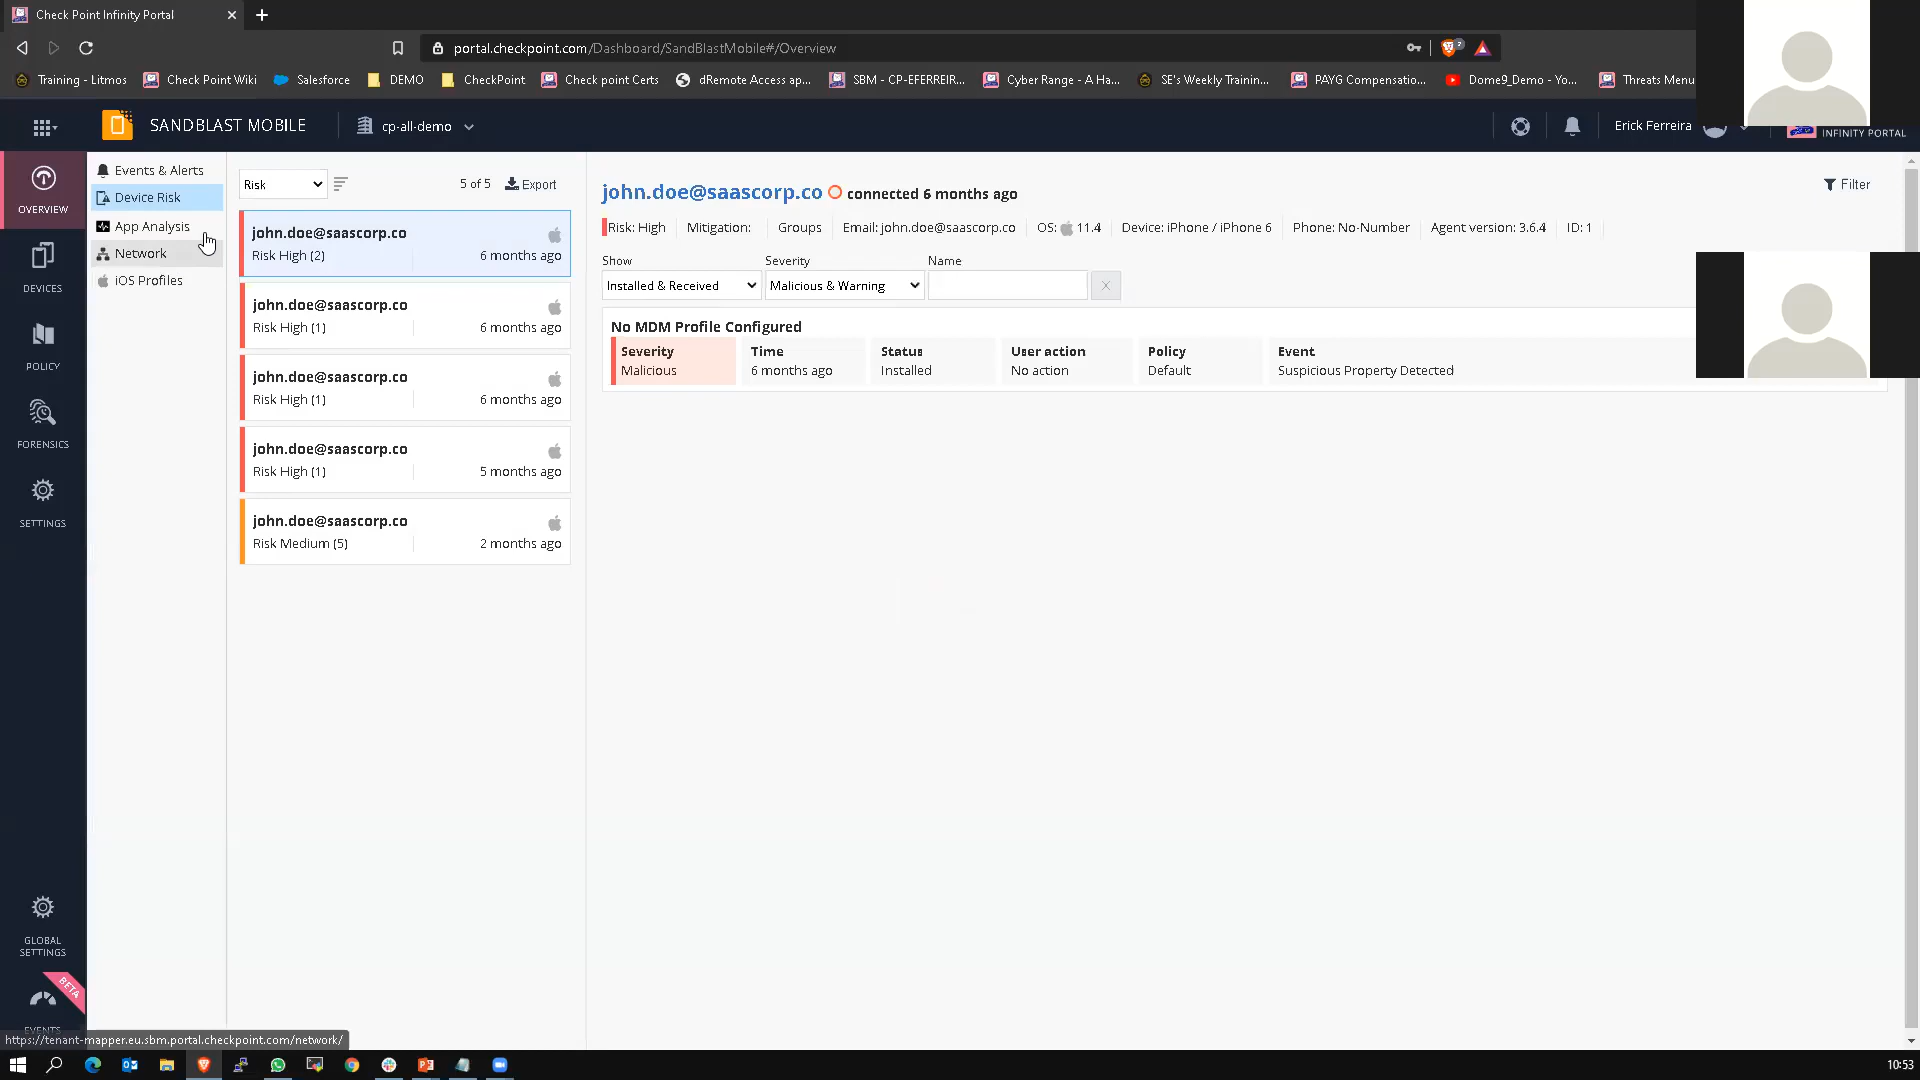 Check Point Infinity Portal
portal.checkpoint.com/Dashboard/SandBlastMobile#/Overview
2
Training - Litmos
Check Point Wiki
Salesforce
DEMO
CheckPoint
Check point Certs
dRemote Access ap...
SBM - CP-EFERREIR...
Cyber Range - A Ha...
SE's Weekly Trainin...
PAYG Compensatio...
Dome9_Demo - Yo...
Threats Menu
SANDBLAST MOBILE
cp-all-demo
Erick Ferreira
INFINITY PORTAL
OVERVIEW
DEVICES
POLICY
FORENSICS
SETTINGS
GLOBAL
SETTINGS
BETA
EVENTS
Events & Alerts
Device Risk
App Analysis
Network
iOS Profiles
Risk
5 of 5
Export
john.doe@saascorp.co
Risk High (2)
6 months ago
john.doe@saascorp.co
Risk High (1)
6 months ago
john.doe@saascorp.co
Risk High (1)
6 months ago
john.doe@saascorp.co
Risk High (1)
5 months ago
john.doe@saascorp.co
Risk Medium (5)
2 months ago
john.doe@saascorp.co connected 6 months ago
Filter
Risk: High
Mitigation:
Groups
Email: john.doe@saascorp.co
OS: 11.4
Device: iPhone / iPhone 6
Phone: No-Number
Agent version: 3.6.4
ID: 1
Show
Severity
Name
Installed & Received
Malicious & Warning
X
No MDM Profile Configured
Severity
Malicious
Time
6 months ago
Status
Installed
User action
No action
Policy
Default
Event
Suspicious Property Detected
https://tenant-mapper.eu.sbm.portal.checkpoint.com/network/
10:53